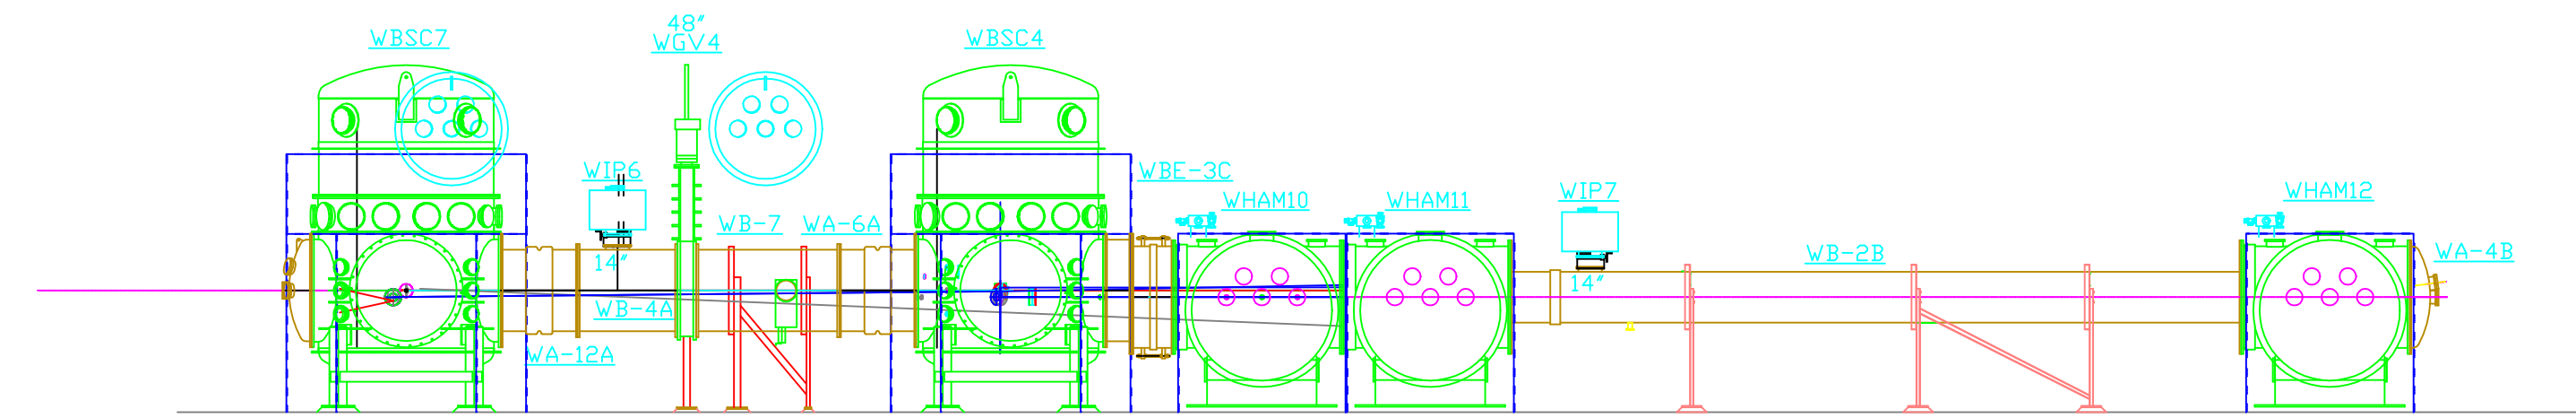 WBSC7
48"
WGV4
WBSC4
WIP6
14"
WB-7
WA-6A
WBE-3C
WHAM10
WHAM11
WIP7
14"
WB-2B
WHAM12
WA-4B
WB-4A
WA-12A